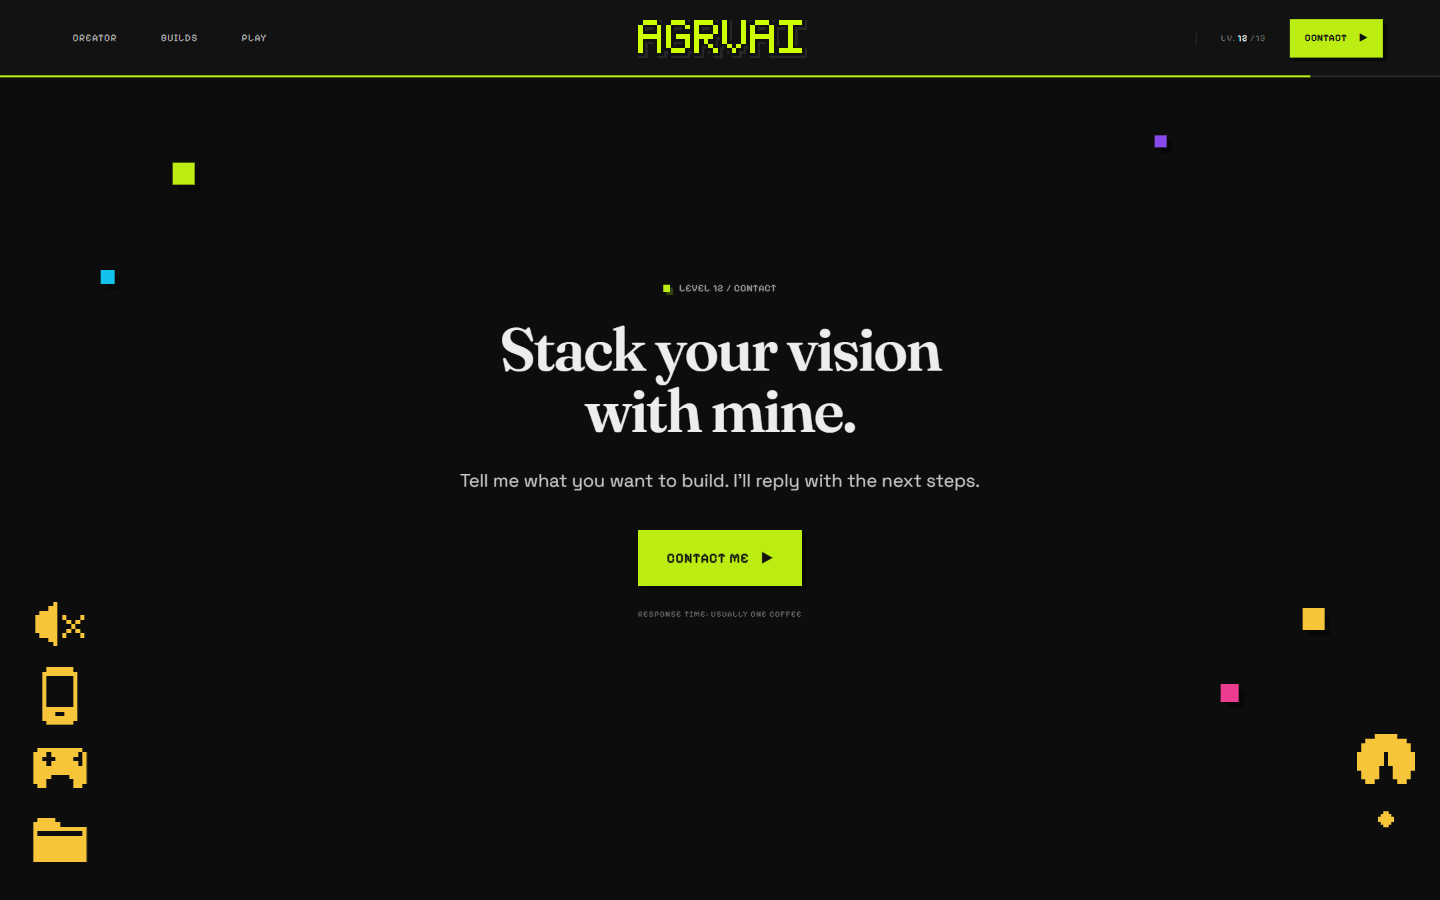 CREATOR
BUILDS
PLAY
AGRVAI
LV. 12 /13
CONTACT
LEVEL 12 / CONTACT
Stack your vision
with mine.
Tell me what you want to build. I'll reply with the next steps.
CONTACT ME
RESPONSE TIME: USUALLY ONE COFFEE